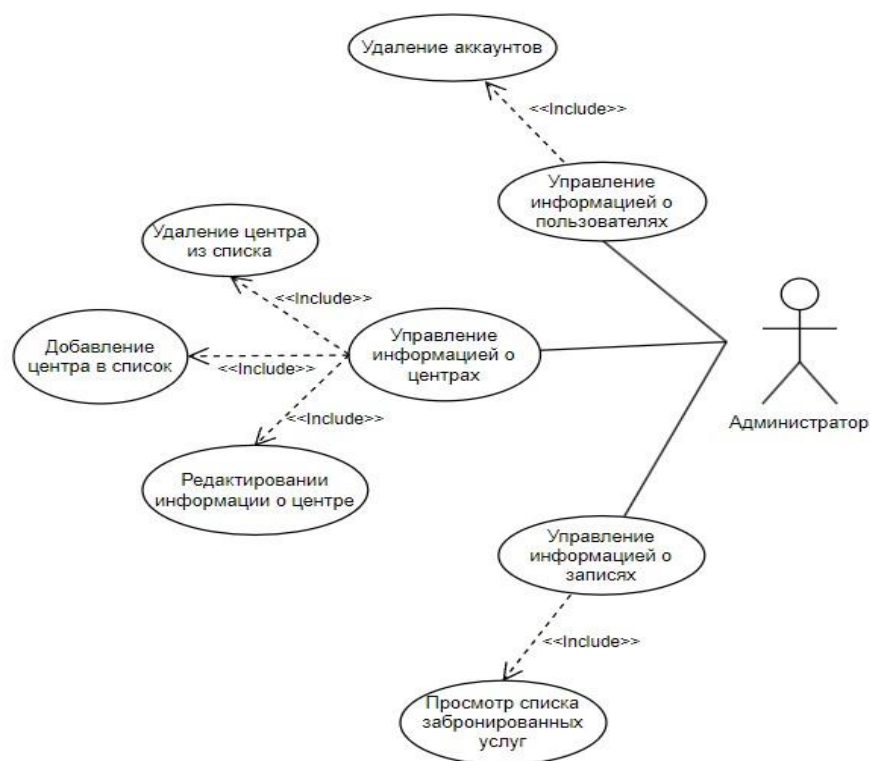 Удаление аккаунтов
<<Include>>
Управление
информацией о
пользователях
Удаление центра
из списка
<<Include>>
Добавление
центра в список
<<Include>>
Управление
информацией о
центрах
<<Include>>
Редактировании
информации о центре
Администратор
Управление
информацией о
записях
<<Include>>
Просмотр списка
забронированных
услуг